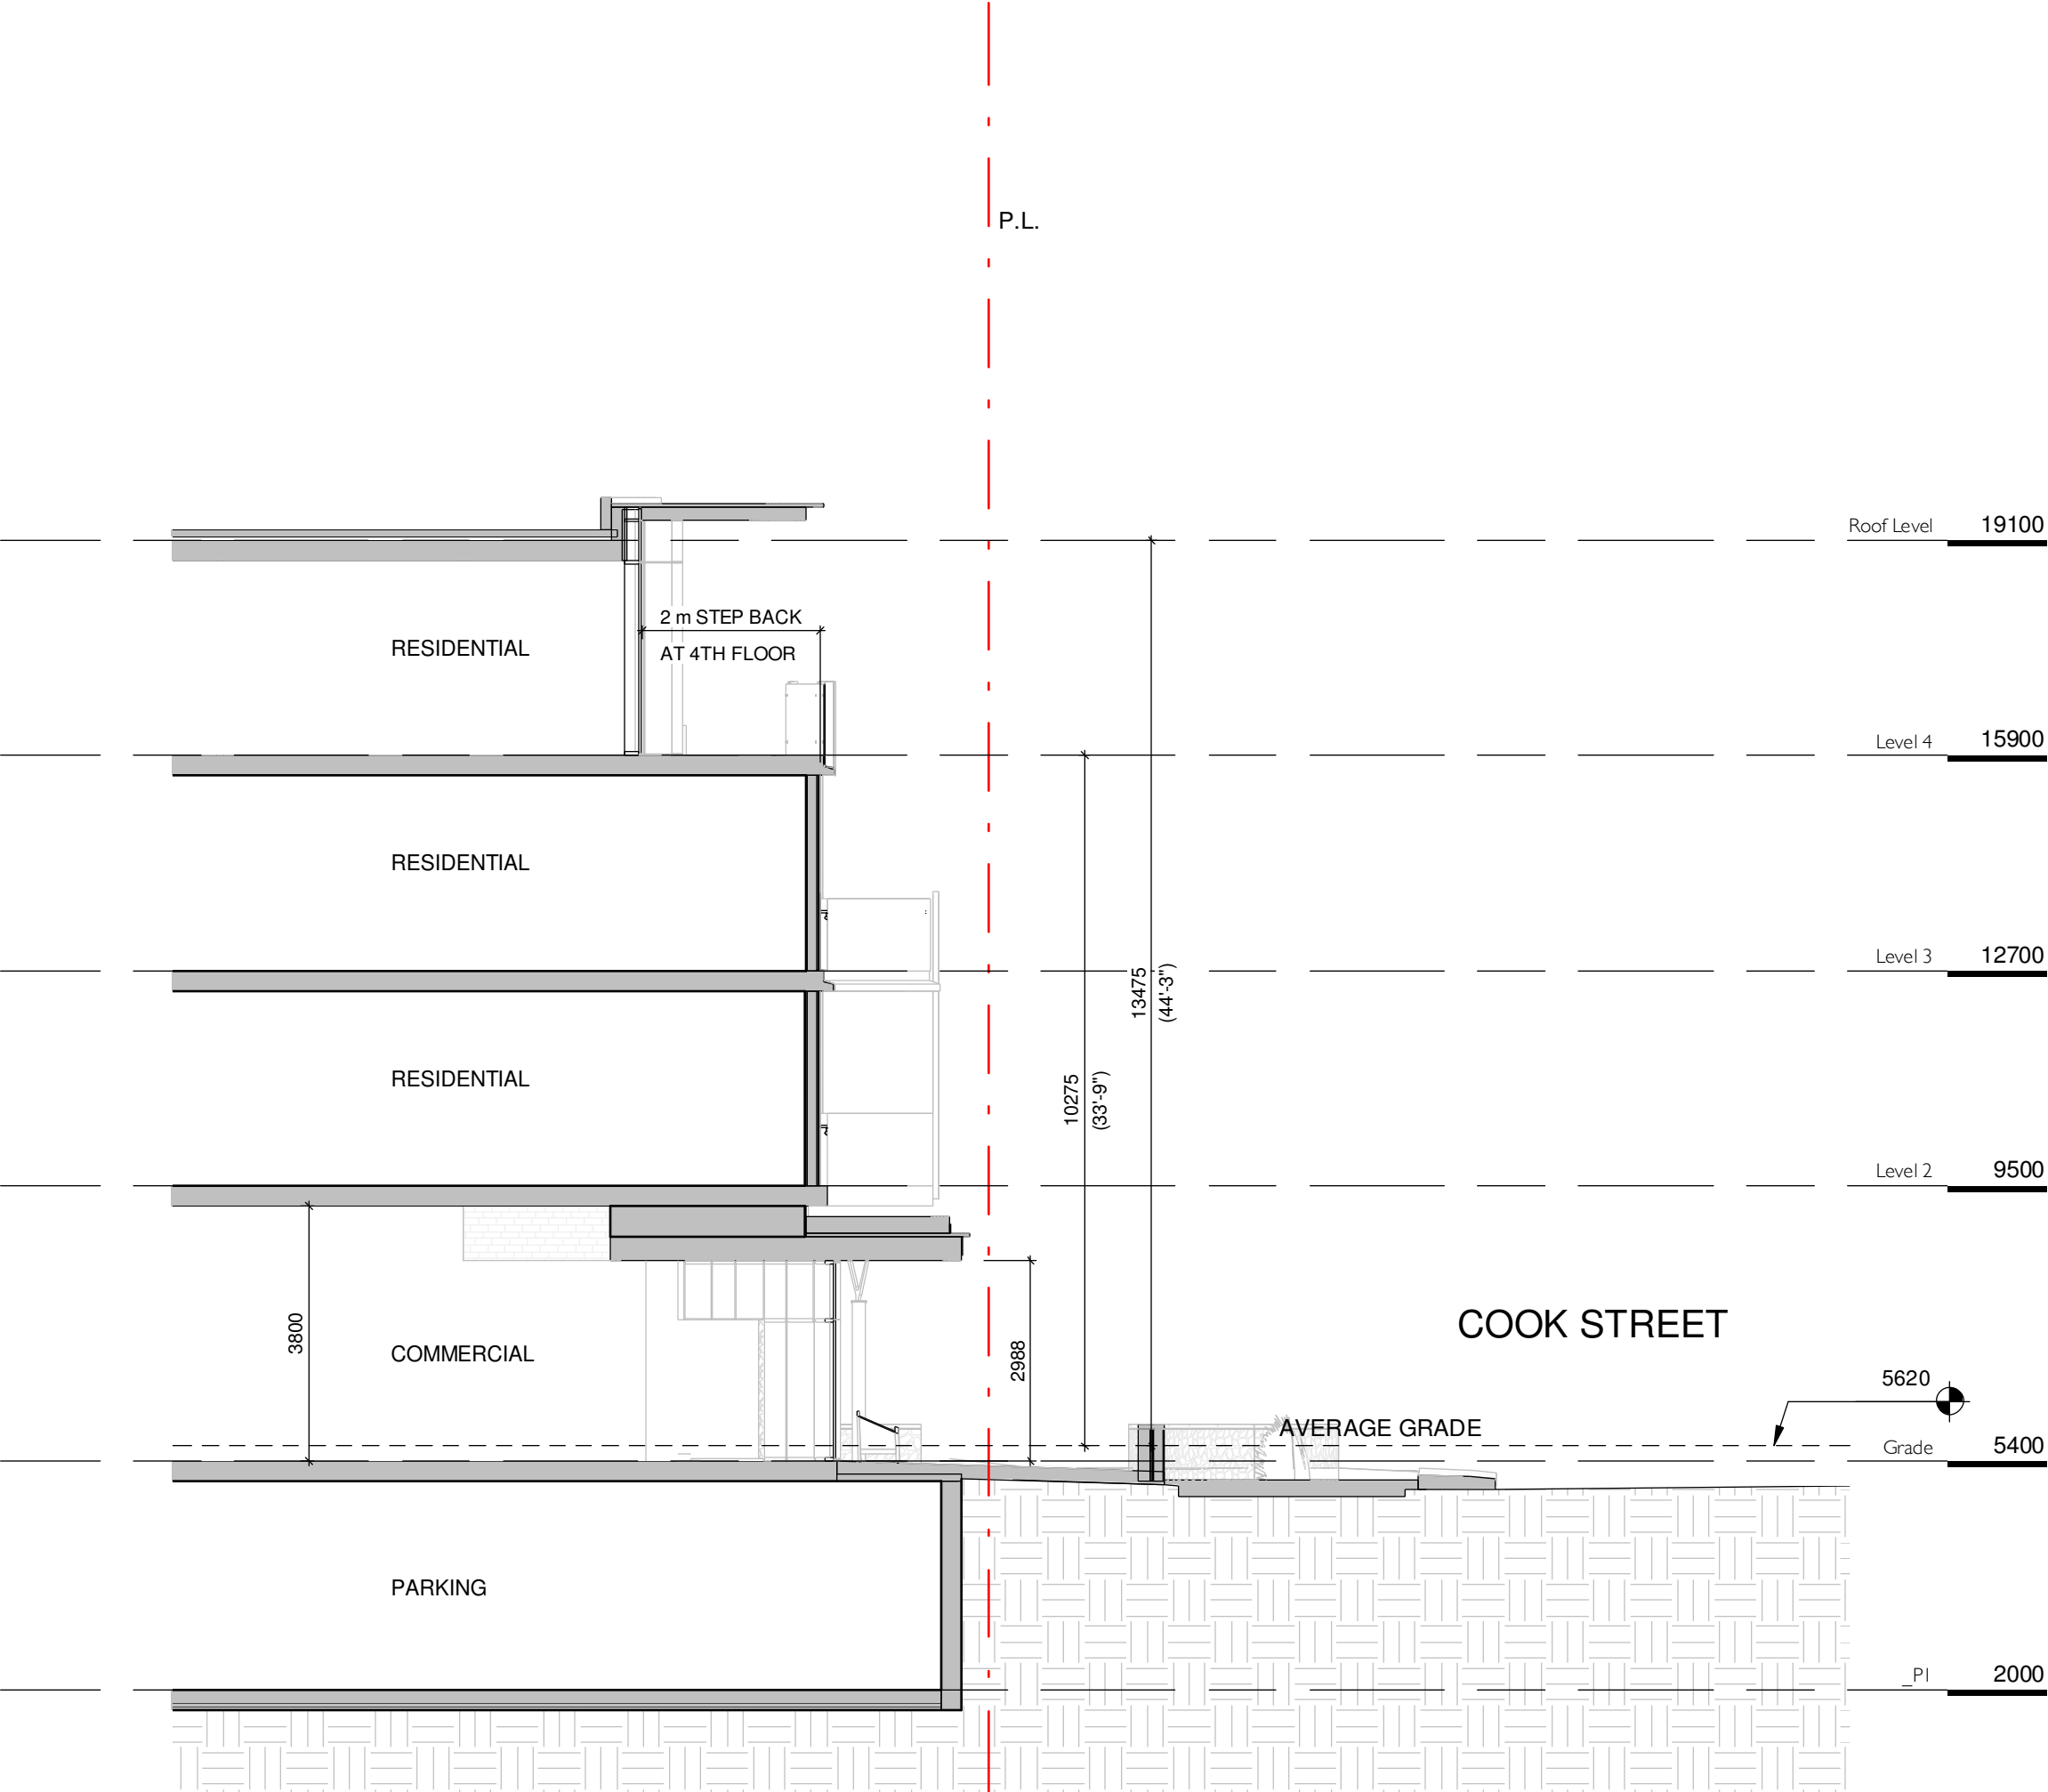 P.L.
Roof Level 19100
2 m STEP BACK
AT 4TH FLOOR
RESIDENTIAL
Level 4 15900
RESIDENTIAL
Level 3 12700
13475
(44'-3")
RESIDENTIAL
10275
(33'-9")
Level 2 9500
COOK STREET
3800
COMMERCIAL
2988
5620
AVERAGE GRADE
Grade 5400
PARKING
_P1 2000